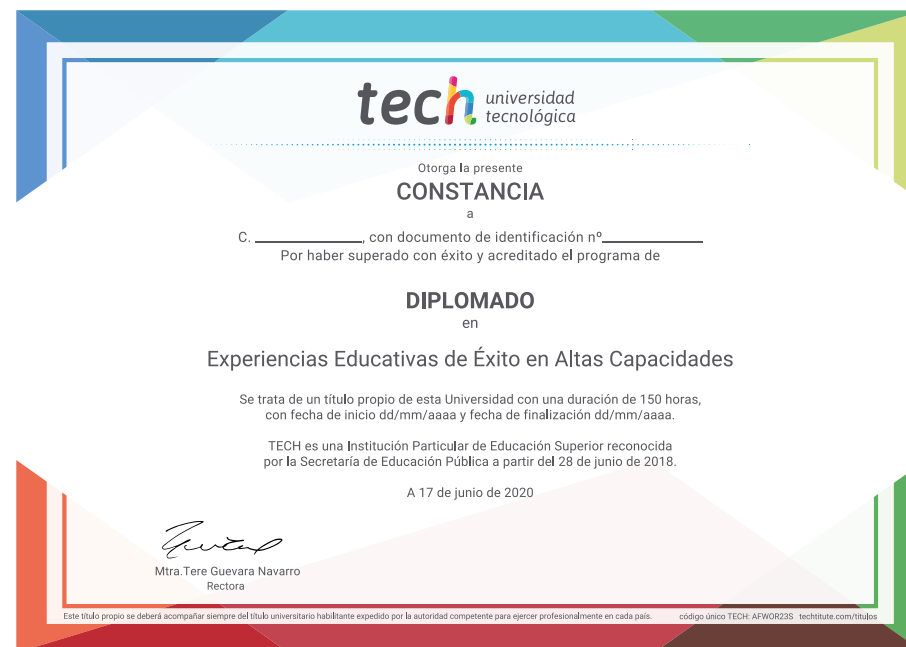 tech universidad
tecnológica
Otorga la presente
CONSTANCIA
a
C. ____________, con documento de identificación nº____________
Por haber superado con éxito y acreditado el programa de
DIPLOMADO
en
Experiencias Educativas de Éxito en Altas Capacidades
Se trata de un título propio de esta Universidad con una duración de 150 horas,
con fecha de inicio dd/mm/aaaa y fecha de finalización dd/mm/aaaa.
TECH es una Institución Particular de Educación Superior reconocida
por la Secretaría de Educación Pública a partir del 28 de junio de 2018.
A 17 de junio de 2020
Mtra.Tere Guevara Navarro
Rectora
Este título propio se deberá acompañar siempre del título universitario habilitante expedido por la autoridad competente para ejercer profesionalmente en cada país. código único TECH: AFWOR23S techtitute.com/titulos